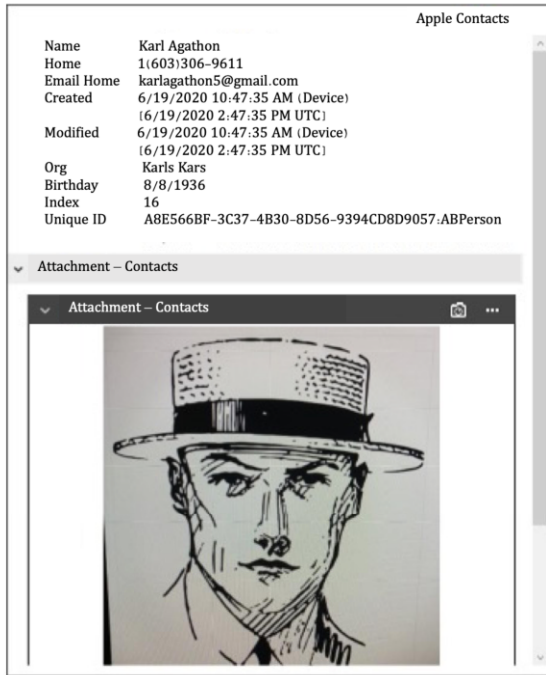 Apple Contacts
Name Karl Agathon
Home 1(603)306-9611
Email Home karlagathon5@gmail.com
Created 6/19/2020 10:47:35 AM (Device)
[6/19/2020 2:47:35 PM UTC]
Modified 6/19/2020 10:47:35 AM (Device)
[6/19/2020 2:47:35 PM UTC]
Org Karls Kars
Birthday 8/8/1936
Index 16
Unique ID A8E566BF-3C37-4B30-8D56-9394CD8D9057:ABPerson
Attachment – Contacts
Attachment – Contacts